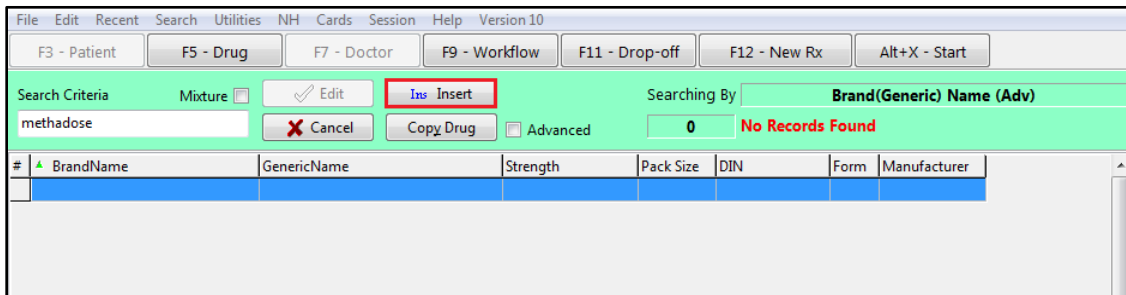 File Edit Recent Search Utilities NH Cards Session Help Version 10
F3 - Patient F5 - Drug F7 - Doctor F9 - Workflow F11 - Drop-off F12 - New Rx Alt+X - Start
Search Criteria Mixture Edit Ins Insert Searching By Brand(Generic) Name (Adv)
methadose Cancel Copy Drug Advanced 0 No Records Found
# BrandName GenericName Strength Pack Size DIN Form Manufacturer